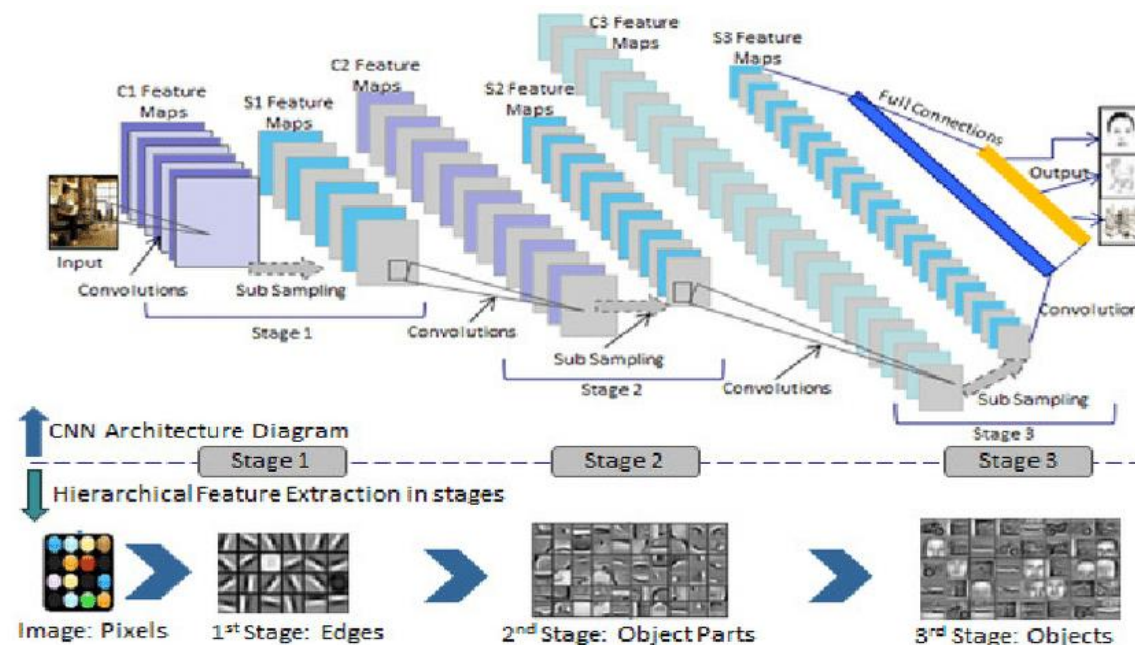 C3 Feature
Maps
S3 Feature
Maps
C2 Feature
Maps
C1 Feature
Maps
S1 Feature
Maps
S2 Feature
Maps
Full Connections
Output
Input
Convolutions
Sub Sampling
Stage 1
Convolutions
Sub Sampling
Stage 2
Convolutions
Convolution
Sub Sampling
Stage 3
CNN Architecture Diagram
Stage 1
Stage 2
Stage 3
Hierarchical Feature Extraction in stages
Image: Pixels
1st Stage: Edges
2nd Stage: Object Parts
3rd Stage: Objects